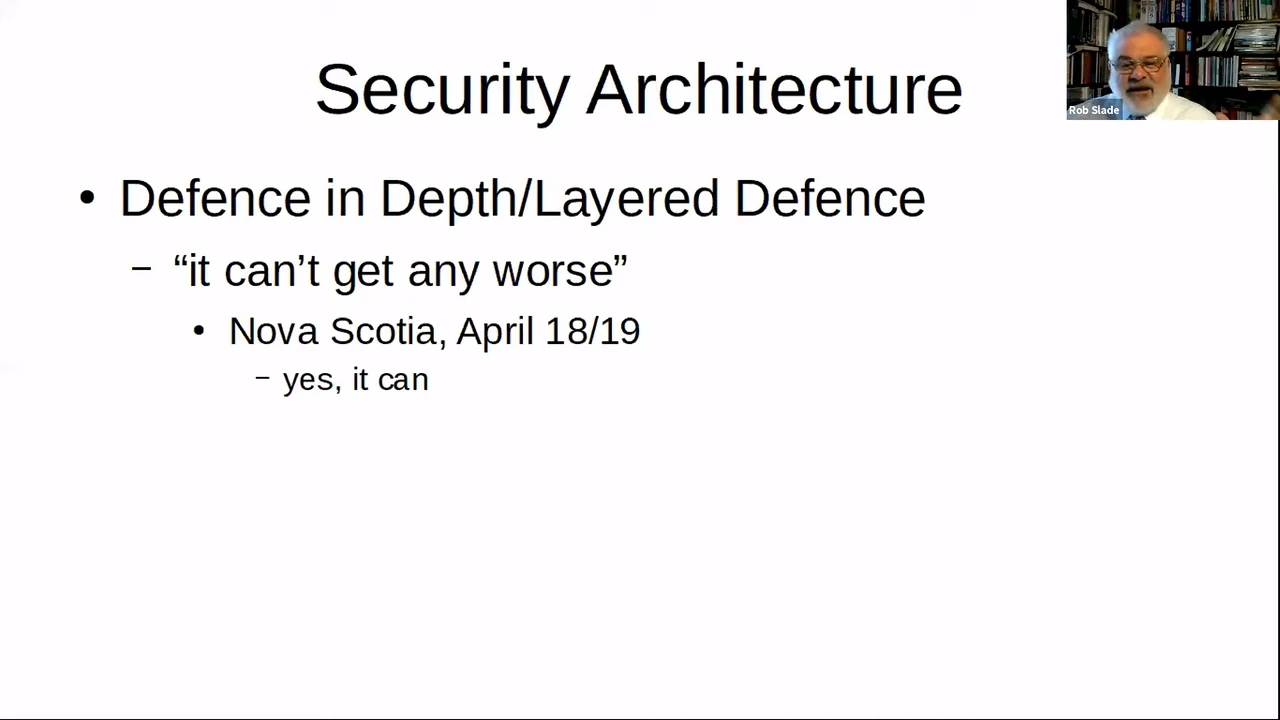 Security Architecture
Rob Slade
• Defence in Depth/Layered Defence
– “it can’t get any worse”
• Nova Scotia, April 18/19
– yes, it can